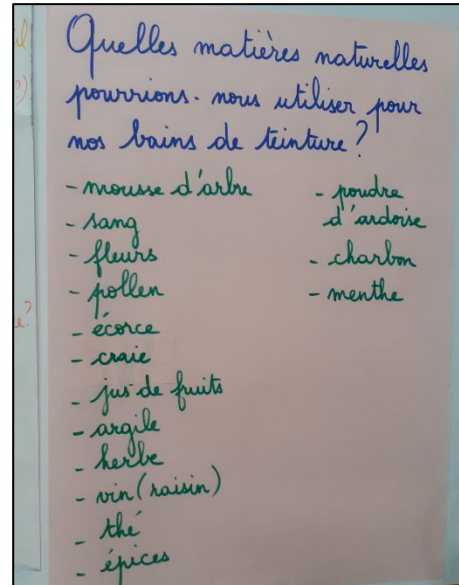 Quelles matières naturelles
pourrions-nous utiliser pour
nos bains de teinture ?
- mousse d'arbre
- sang
- fleurs
- pollen
- écorce
- craie
- jus de fruits
- argile
- herbe
- vin (raisin)
- thé
- épices
- poudre
d'ardoise
- charbon
- menthe